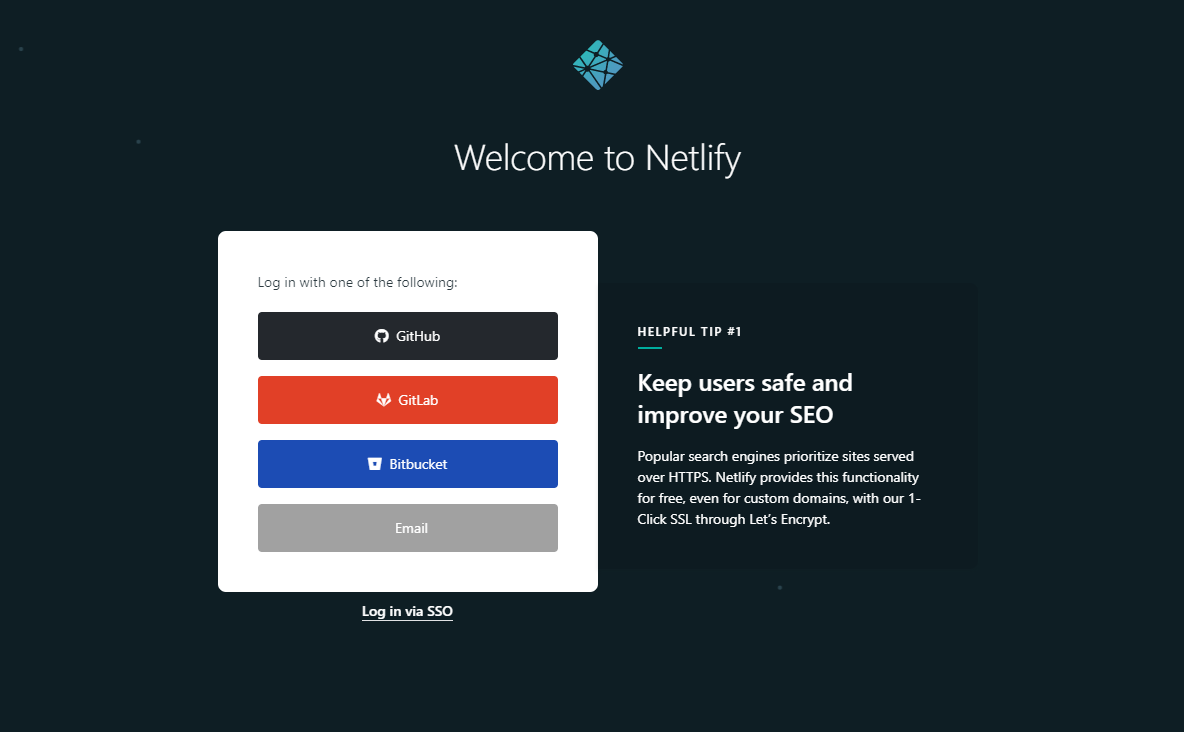 Welcome to Netlify
Log in with one of the following:
GitHub
GitLab
Bitbucket
Email
Log in via SSO
HELPFUL TIP #1
Keep users safe and
improve your SEO
Popular search engines prioritize sites served
over HTTPS. Netlify provides this functionality
for free, even for custom domains, with our 1-
Click SSL through Let’s Encrypt.